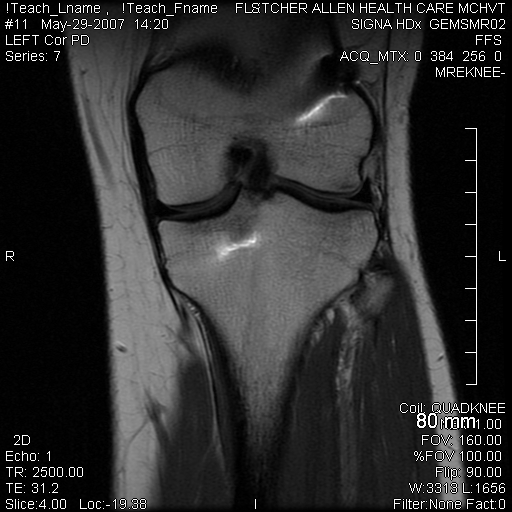 !Teach_Lname , !Teach_Fname FLSTCHER ALLEN HEALTH CARE MCHVT
#11 May-29-2007 14:20 SIGNA HDx GEMSMR02
LEFT Cor PD FFS
Series: 7 ACQ_MTX: 0 384 256 0
MREKNEE-
R L
Coil: QUADKNEE
80 mm 1.00
2D FOV: 160.00
Echo: 1 %FOV: 100.00
TR: 2500.00 Flip: 90.00
TE: 31.2 W:3313 L:1656
Slice:4.00 Loc:-19.38 I Filter:None Fact:0